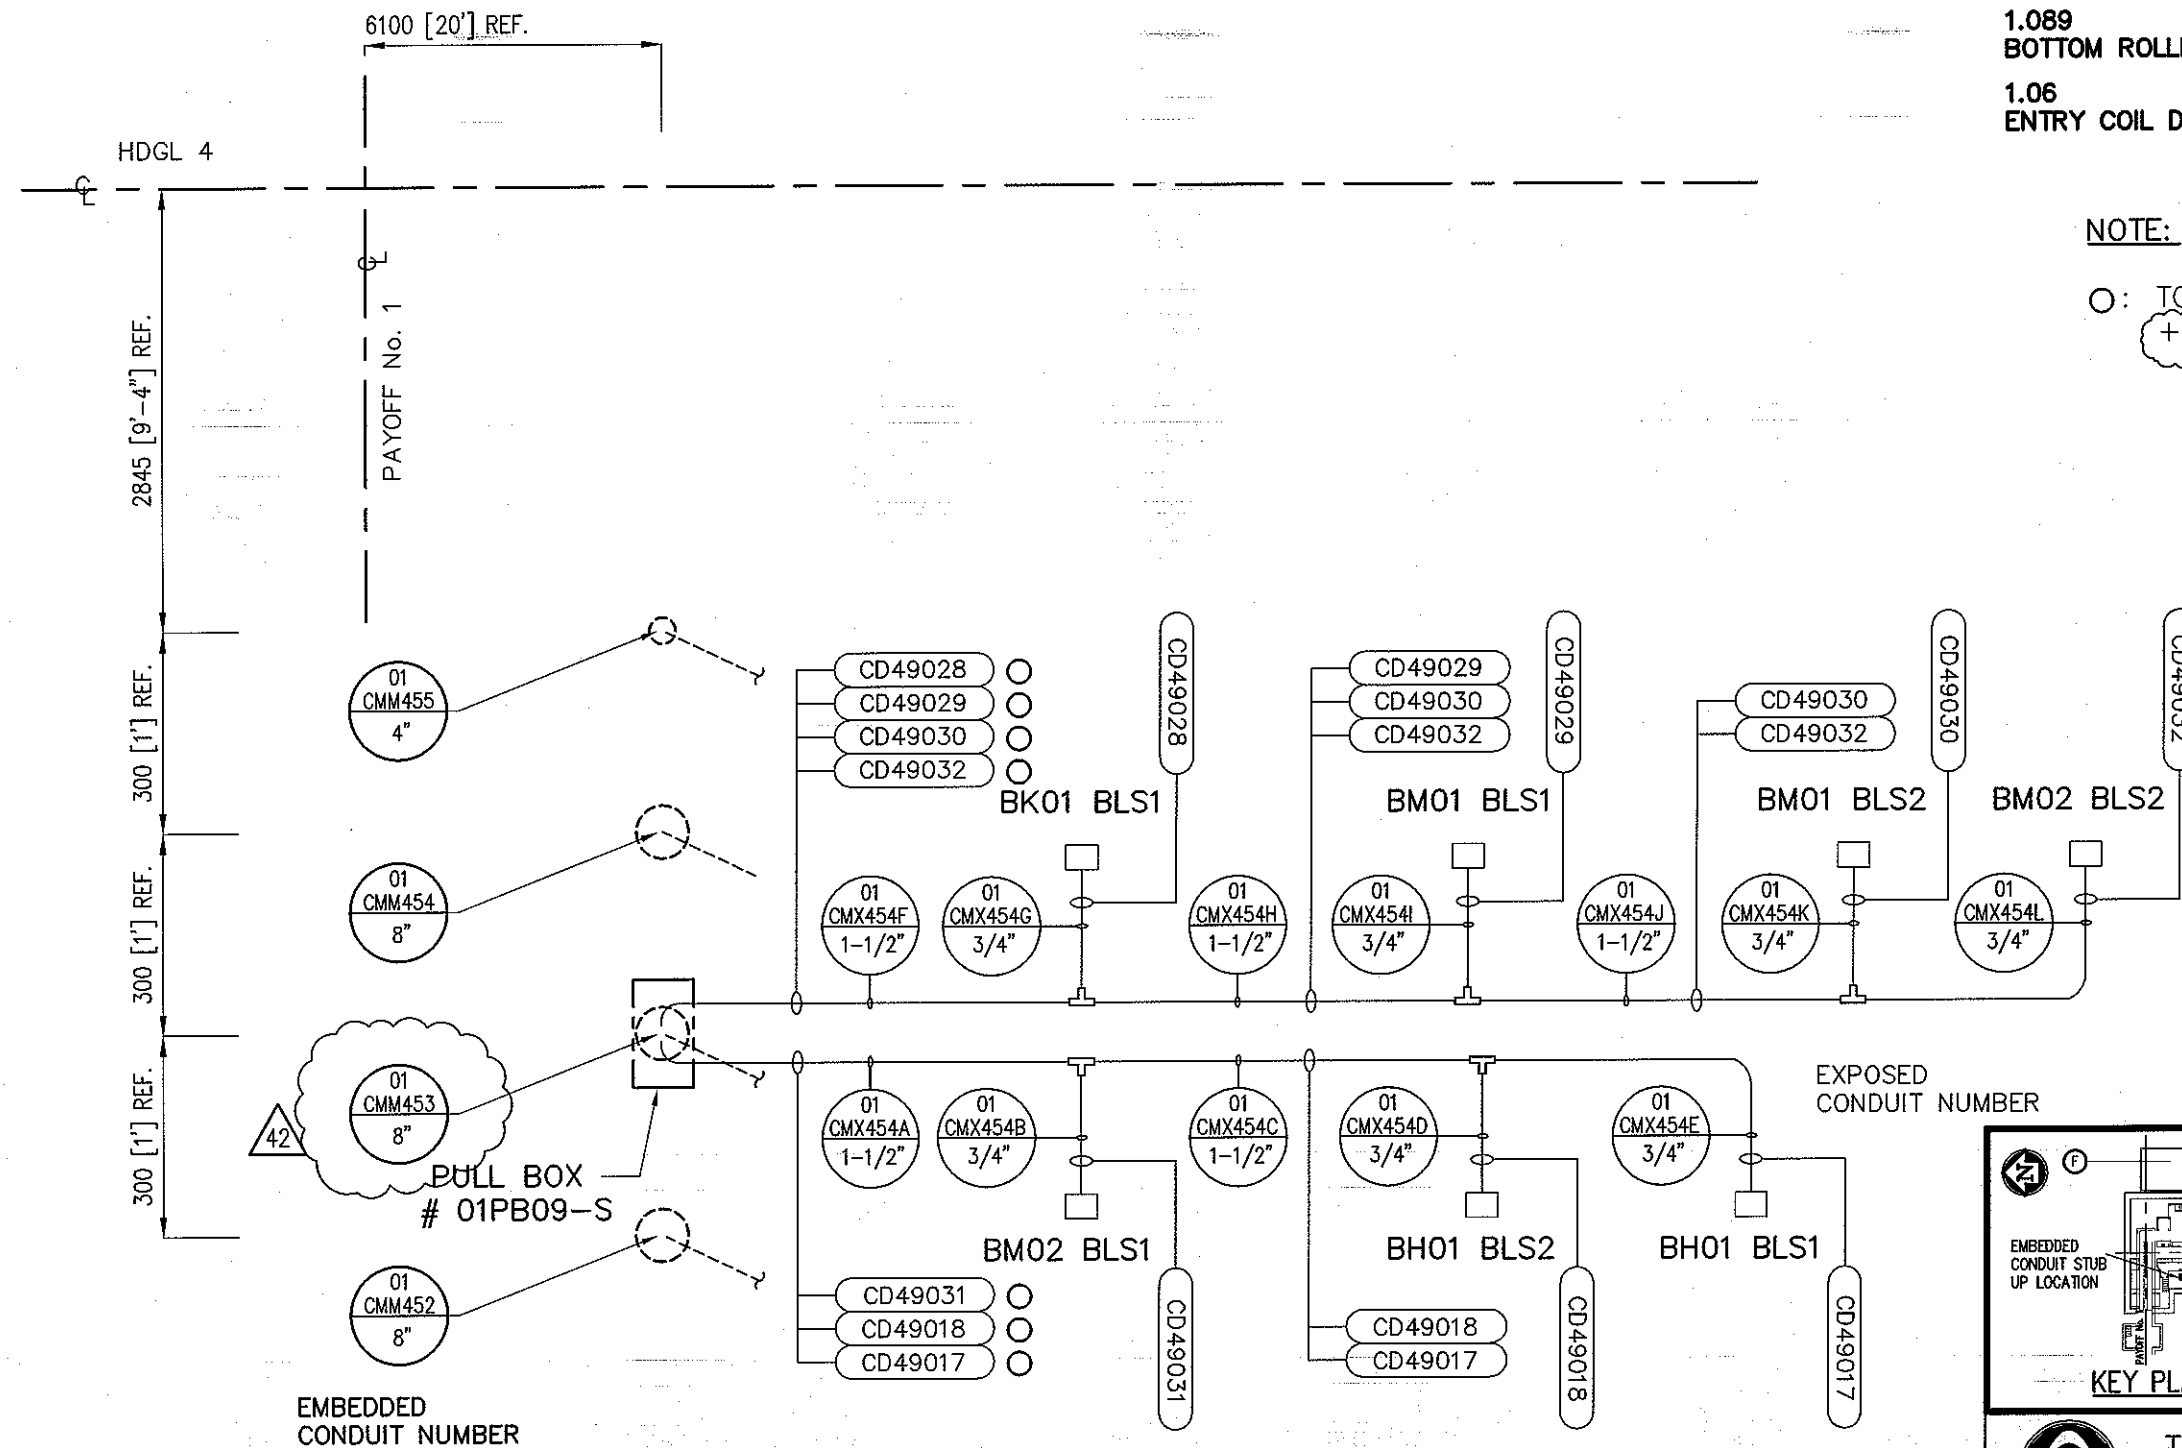 6100 [20'] REF.
1.089
BOTTOM
1.06
ENTRY COIL
HDGL 4
NOTE:
O:
+
2845 [9'-4"] REF.
PAYOFF No. 1
300 [1'] REF.
300 [1'] REF.
300 [1'] REF.
01
CMM455
4"
01
CMM454
8"
01
CMM453
8"
42
PULL BOX
# 01PB09-S
01
CMM452
8"
EMBEDDED
CONDUIT NUMBER
CD49028
CD49029
CD49030
CD49032
BK01 BLS1
CD49028
CD49029
CD49030
CD49032
BM01 BLS1
CD49029
CD49030
CD49032
BM01 BLS2
CD49030
BM02 BLS2
CD49032
01
CMX454F
1-1/2"
01
CMX454G
3/4"
01
CMX454H
1-1/2"
01
CMX454I
3/4"
01
CMX454J
1-1/2"
01
CMX454K
3/4"
01
CMX454L
3/4"
01
CMX454A
1-1/2"
01
CMX454B
3/4"
01
CMX454C
1-1/2"
01
CMX454D
3/4"
01
CMX454E
3/4"
EXPOSED
CONDUIT NUMBER
BM02 BLS1
BH01 BLS2
BH01 BLS1
CD49031
CD49018
CD49017
CD49031
CD49018
CD49017
CD49018
CD49017
N
F
EMBEDDED
CONDUIT STUB
UP LOCATION
PAYOFF No.
KEY